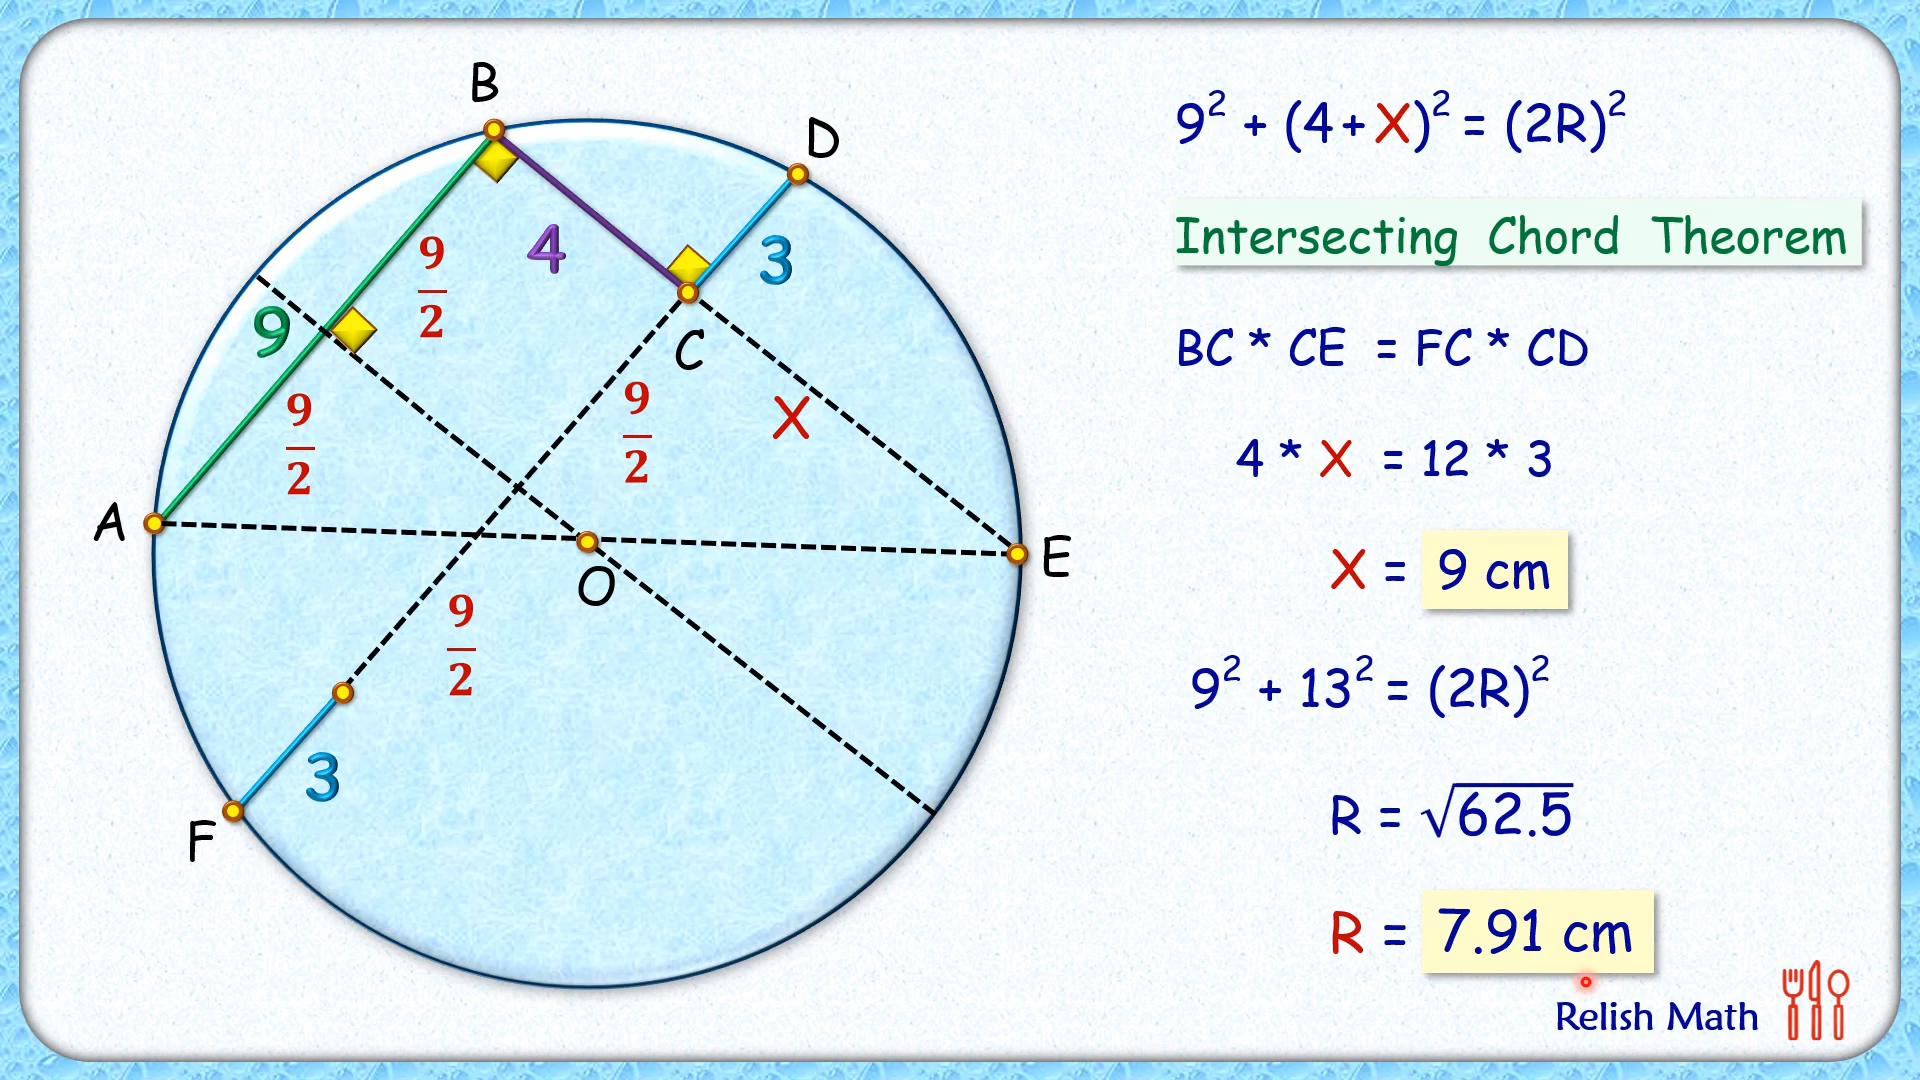 B
D
9
2
4
3
9
C
9
2
9
2
X
A
O
E
9
2
3
F
9² + (4+X)² = (2R)²
Intersecting Chord Theorem
BC * CE = FC * CD
4 * X = 12 * 3
X = 9 cm
9² + 13² = (2R)²
R = √62.5
R = 7.91 cm
Relish Math